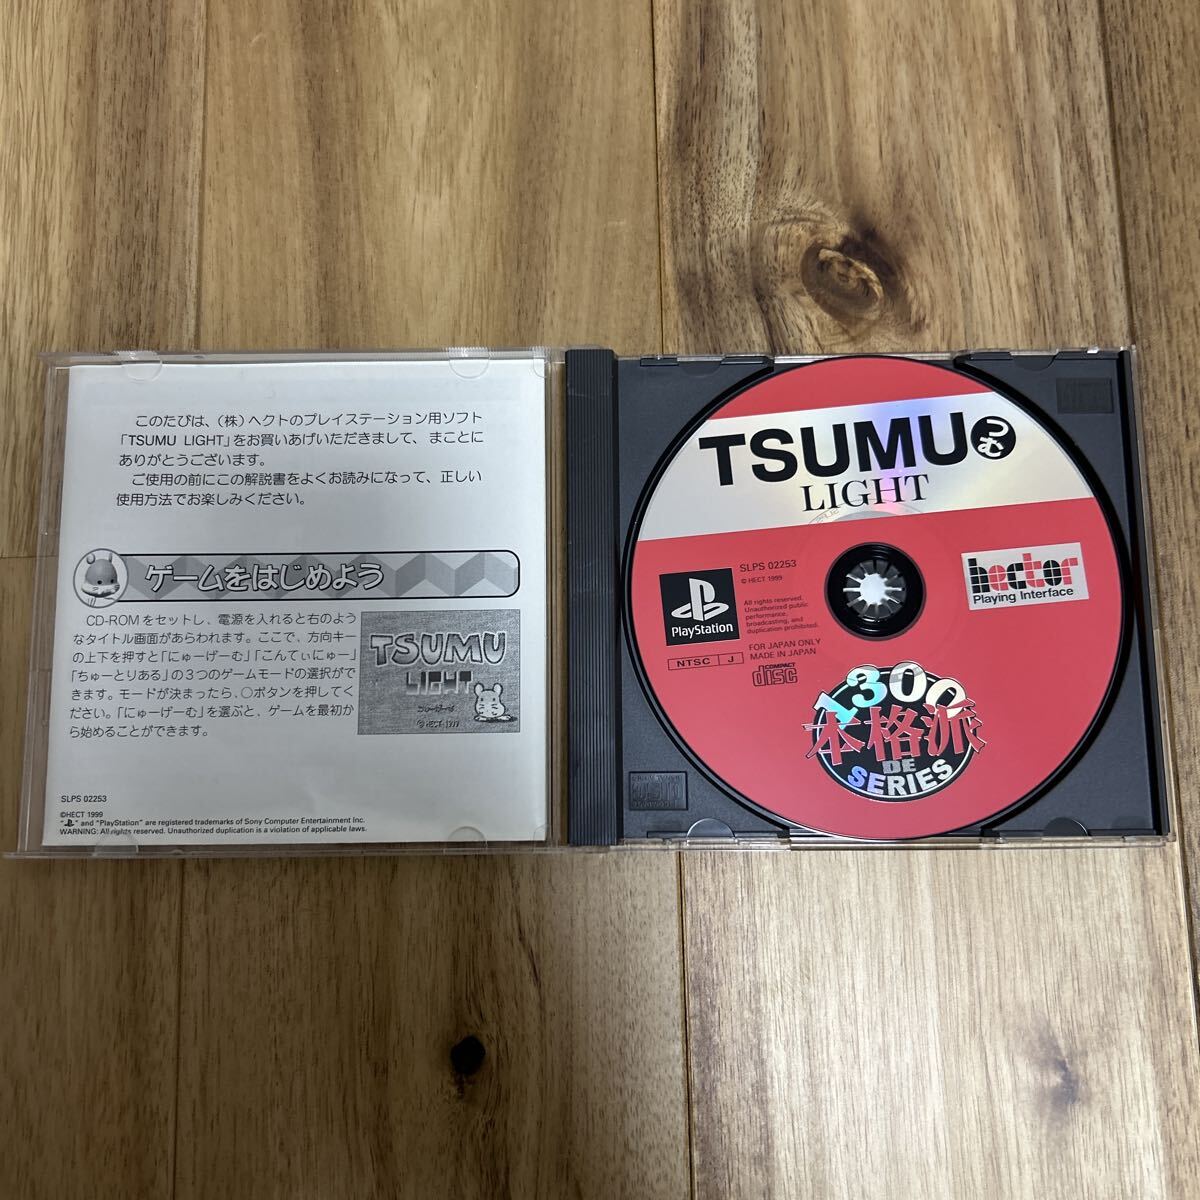 このたびは、(株)ヘクトのプレイステーション用ソフト
「TSUMU LIGHT」をお買いあげいただきまして、まことに
ありがとうございます。
ご使用の前にこの解説書をよくお読みになって、正しい
使用方法でお楽しみください。
ゲームをはじめよう
CD-ROMをセットし、電源を入れると右のよう
なタイトル画面があらわれます。ここで、方向キー
の上下を押すと「にゅーげーむ」「こんてぃにゅー」
「ちゅーとりある」の3つのゲームモードの選択がで
きます。モードが決まったら、○ボタンを押してく
ださい。「にゅーげーむ」を選ぶと、ゲームを最初か
ら始めることができます。
TSUMU
LIGHT
にゅーげーむ
©HECT 1999
SLPS 02253
©HECT 1999
" " and "PlayStation" are registered trademarks of Sony Computer Entertainment Inc.
WARNING: All rights reserved. Unauthorized duplication is a violation of applicable laws.
TSUMU つむ
LIGHT
SLPS 02253
© HECT 1999
All rights reserved.
Unauthorized public
performance,
broadcasting, and
duplication prohibited.
FOR JAPAN ONLY
MADE IN JAPAN
PlayStation
NTSC J
COMPACT
disc
hector
Playing Interface
1300
本格派
DE
SERIES